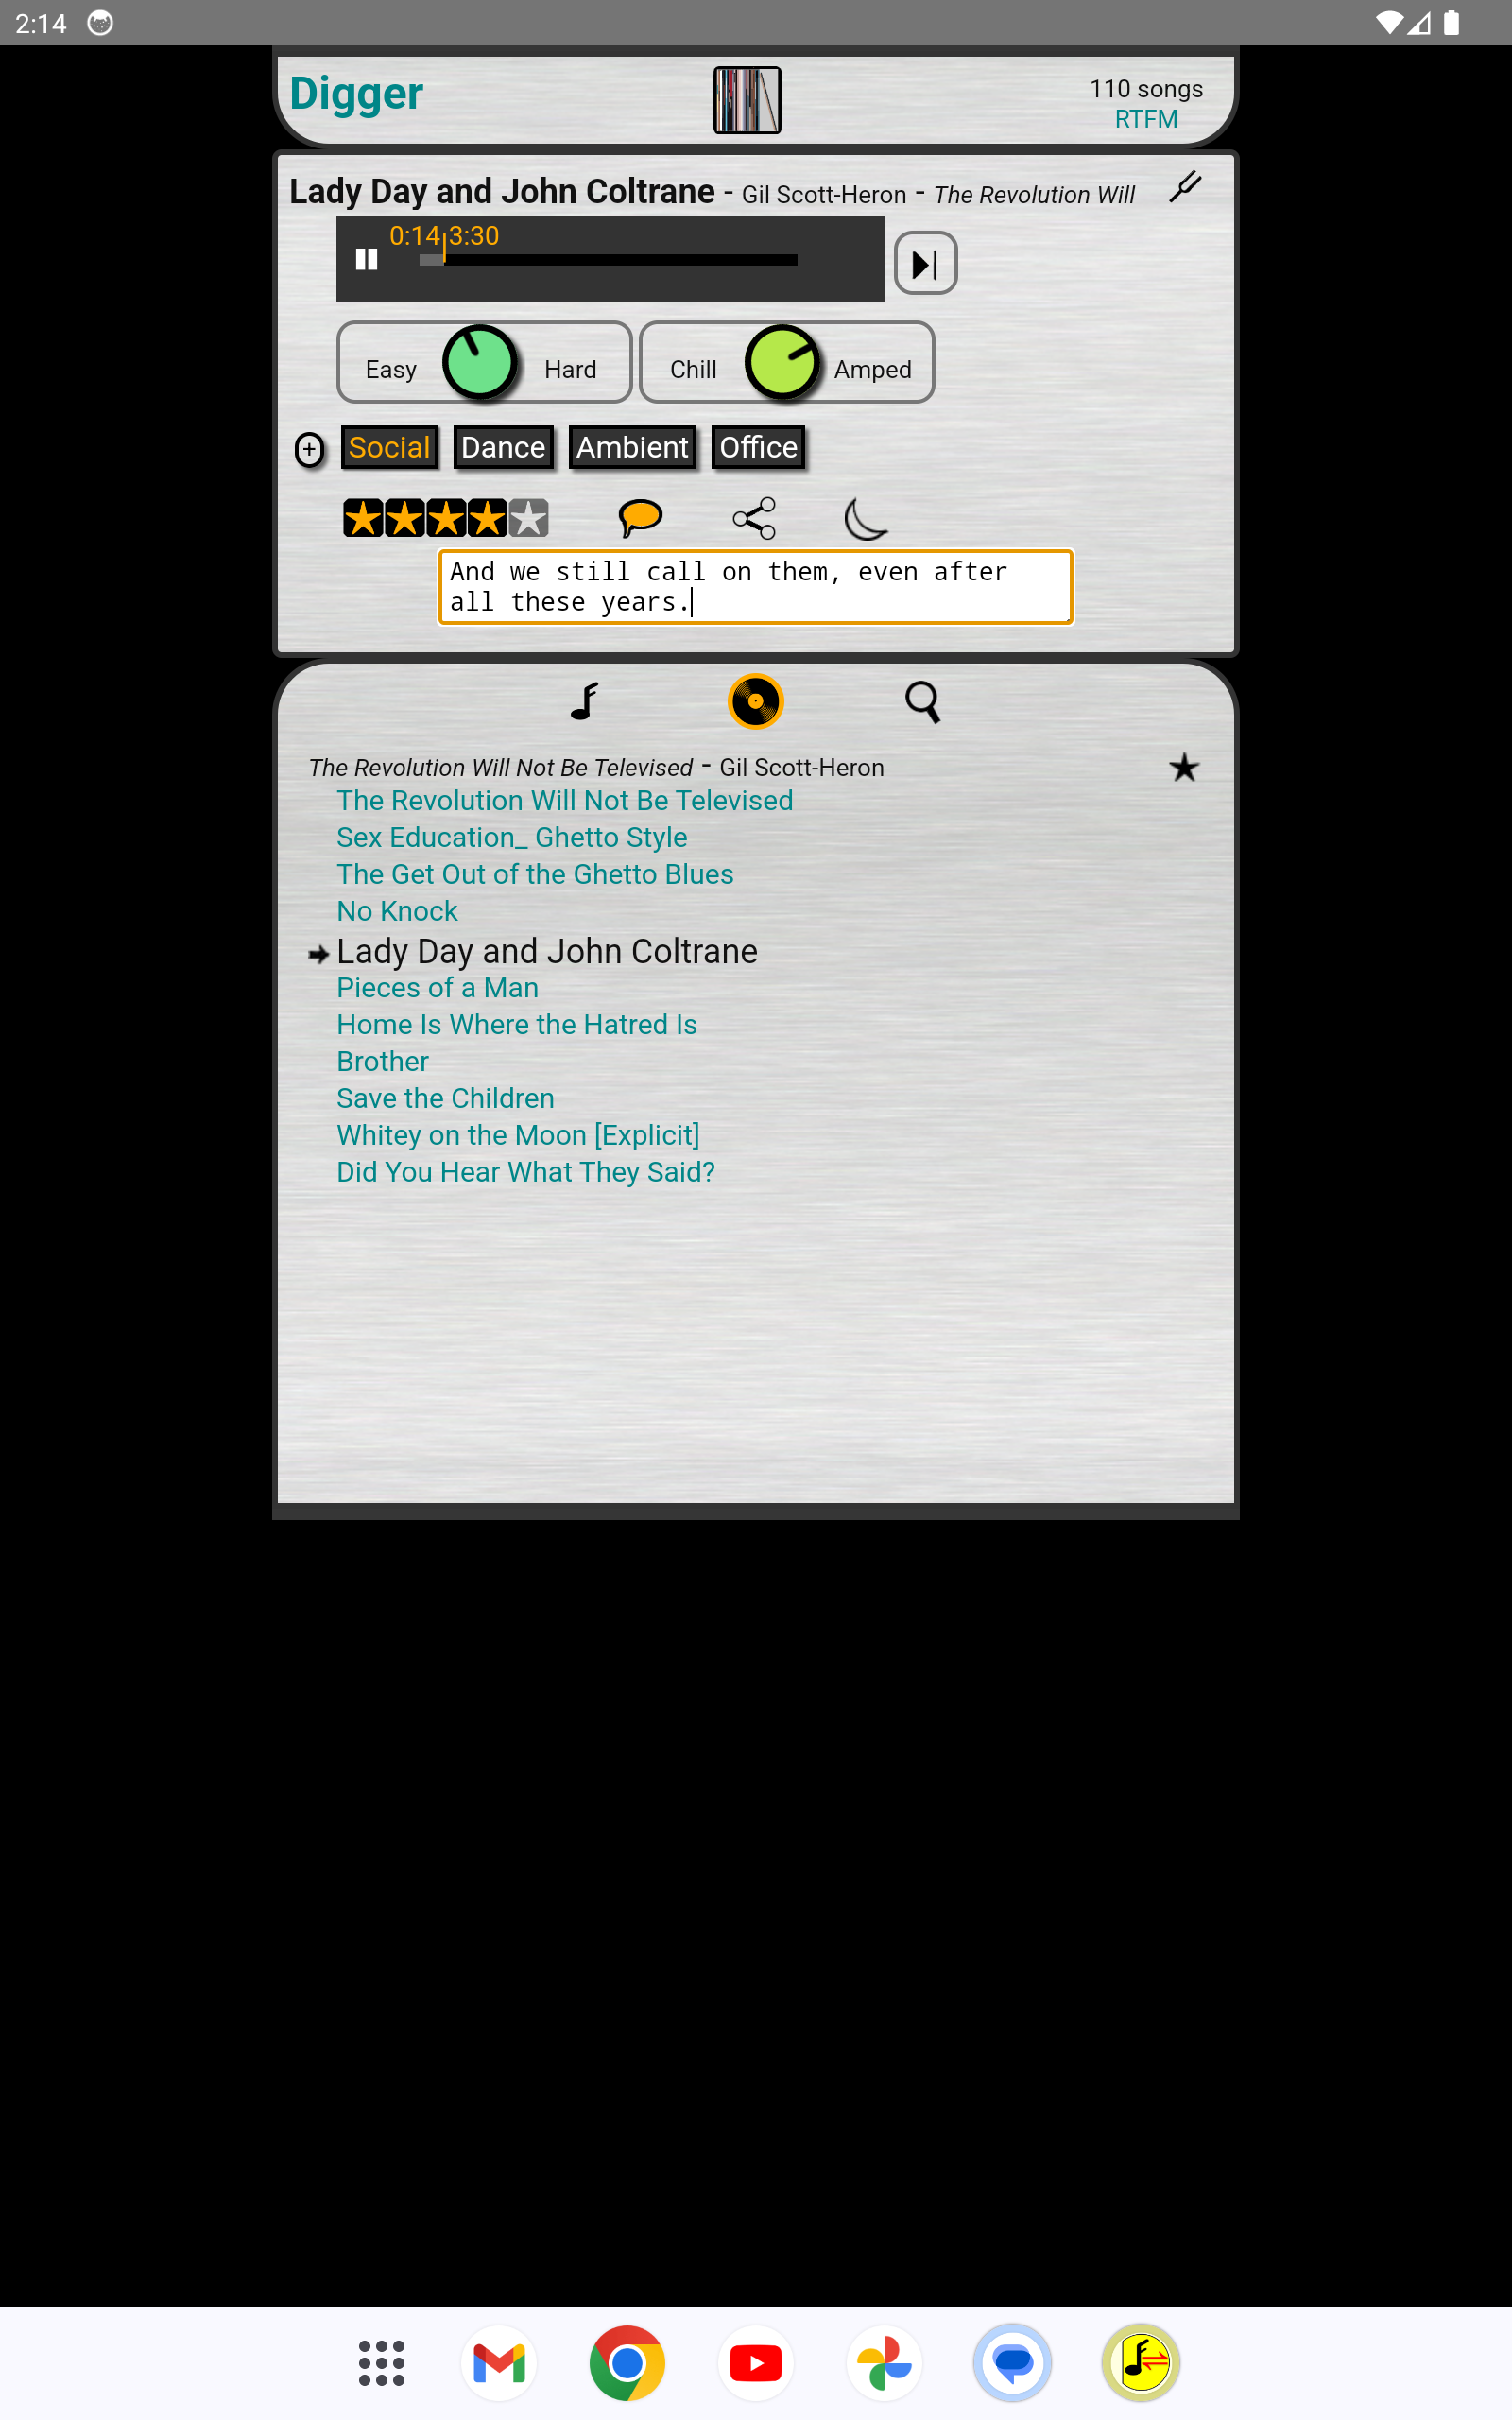 2:14
Digger
110 songs
RTFM
Lady Day and John Coltrane - Gil Scott-Heron - The Revolution Will
0:14 3:30
Easy Hard Chill Amped
+ Social Dance Ambient Office
And we still call on them, even after
all these years.
The Revolution Will Not Be Televised - Gil Scott-Heron
The Revolution Will Not Be Televised
Sex Education_ Ghetto Style
The Get Out of the Ghetto Blues
No Knock
Lady Day and John Coltrane
Pieces of a Man
Home Is Where the Hatred Is
Brother
Save the Children
Whitey on the Moon [Explicit]
Did You Hear What They Said?